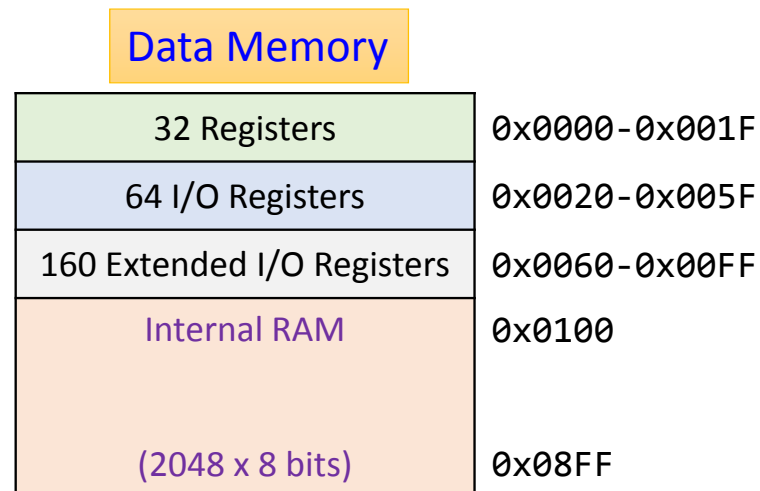 Data Memory
32 Registers 0x0000-0x001F
64 I/O Registers 0x0020-0x005F
160 Extended I/O Registers 0x0060-0x00FF
Internal RAM 0x0100
(2048 x 8 bits) 0x08FF